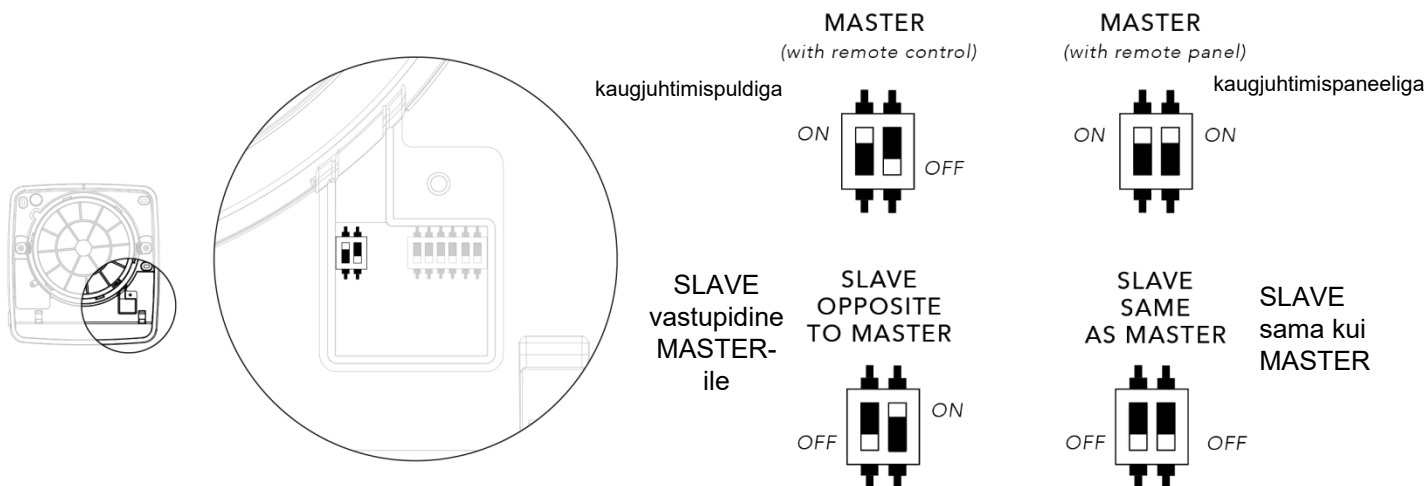 MASTER
(with remote control)
kaugjuhtimispuldiga
ON
OFF
MASTER
(with remote panel)
kaugjuhtimispaneeliga
ON
ON
SLAVE
vastupidine
MASTER-
ile
SLAVE
OPPOSITE
TO MASTER
ON
OFF
SLAVE
SAME
AS MASTER
SLAVE
sama kui
MASTER
OFF
OFF